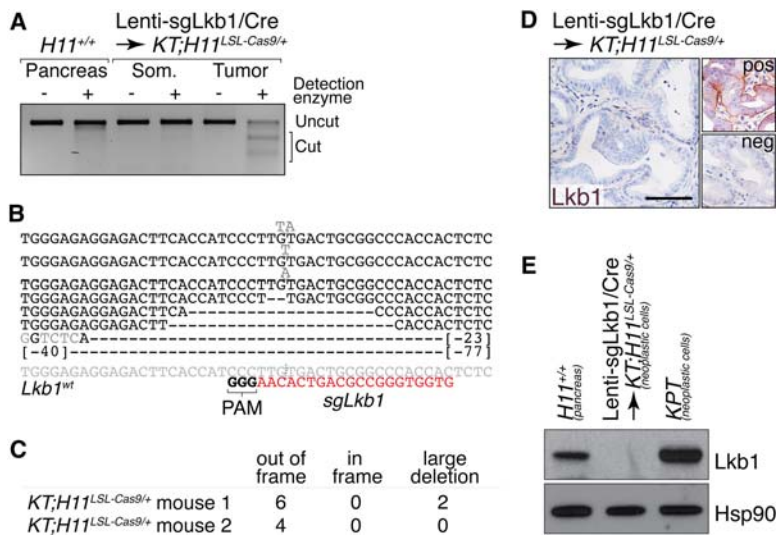 A
Lenti-sgLkb1/Cre
H11+/+ → KT;H11LSL-Cas9/+
Pancreas Som. Tumor
- + - + - + Detection enzyme
Uncut
Cut
B
TA
TGGGAGAGGAGACTTCACCATCCCTTGTGACTGCGGCCCACCACTCTC
T
TGGGAGAGGAGACTTCACCATCCCTTGTGACTGCGGCCCACCACTCTC
A
TGGGAGAGGAGACTTCACCATCCCTTGTGACTGCGGCCCACCACTCTC
TGGGAGAGGAGACTTCACCATCCCT--TGACTGCGGCCCACCACTCTC
TGGGAGAGGAGACTTCACCA-------------------CCCACCACTCTC
TGGGAGAGGAGACTT---------------------CACCACTCTC
GGTCTCA------------------------------------[-23]
[-40]--------------------------------------[-77]
TGGGAGAGGAGACTTCACCATCCCTTGTGACTGCGGCCCACCACTCTC
Lkb1wt GGGAACACTGACGCCGGGTGGTG
PAM sgLkb1
C
out of frame in frame large deletion
KT;H11LSL-Cas9/+ mouse 1 6 0 2
KT;H11LSL-Cas9/+ mouse 2 4 0 0
D
Lenti-sgLkb1/Cre
→ KT;H11LSL-Cas9/+
pos
neg
Lkb1
E
H11+/+
(pancreas)
Lenti-sgLkb1/Cre
→ KT;H11LSL-Cas9/+
(neoplastic cells)
KPT
(neoplastic cells)
Lkb1
Hsp90